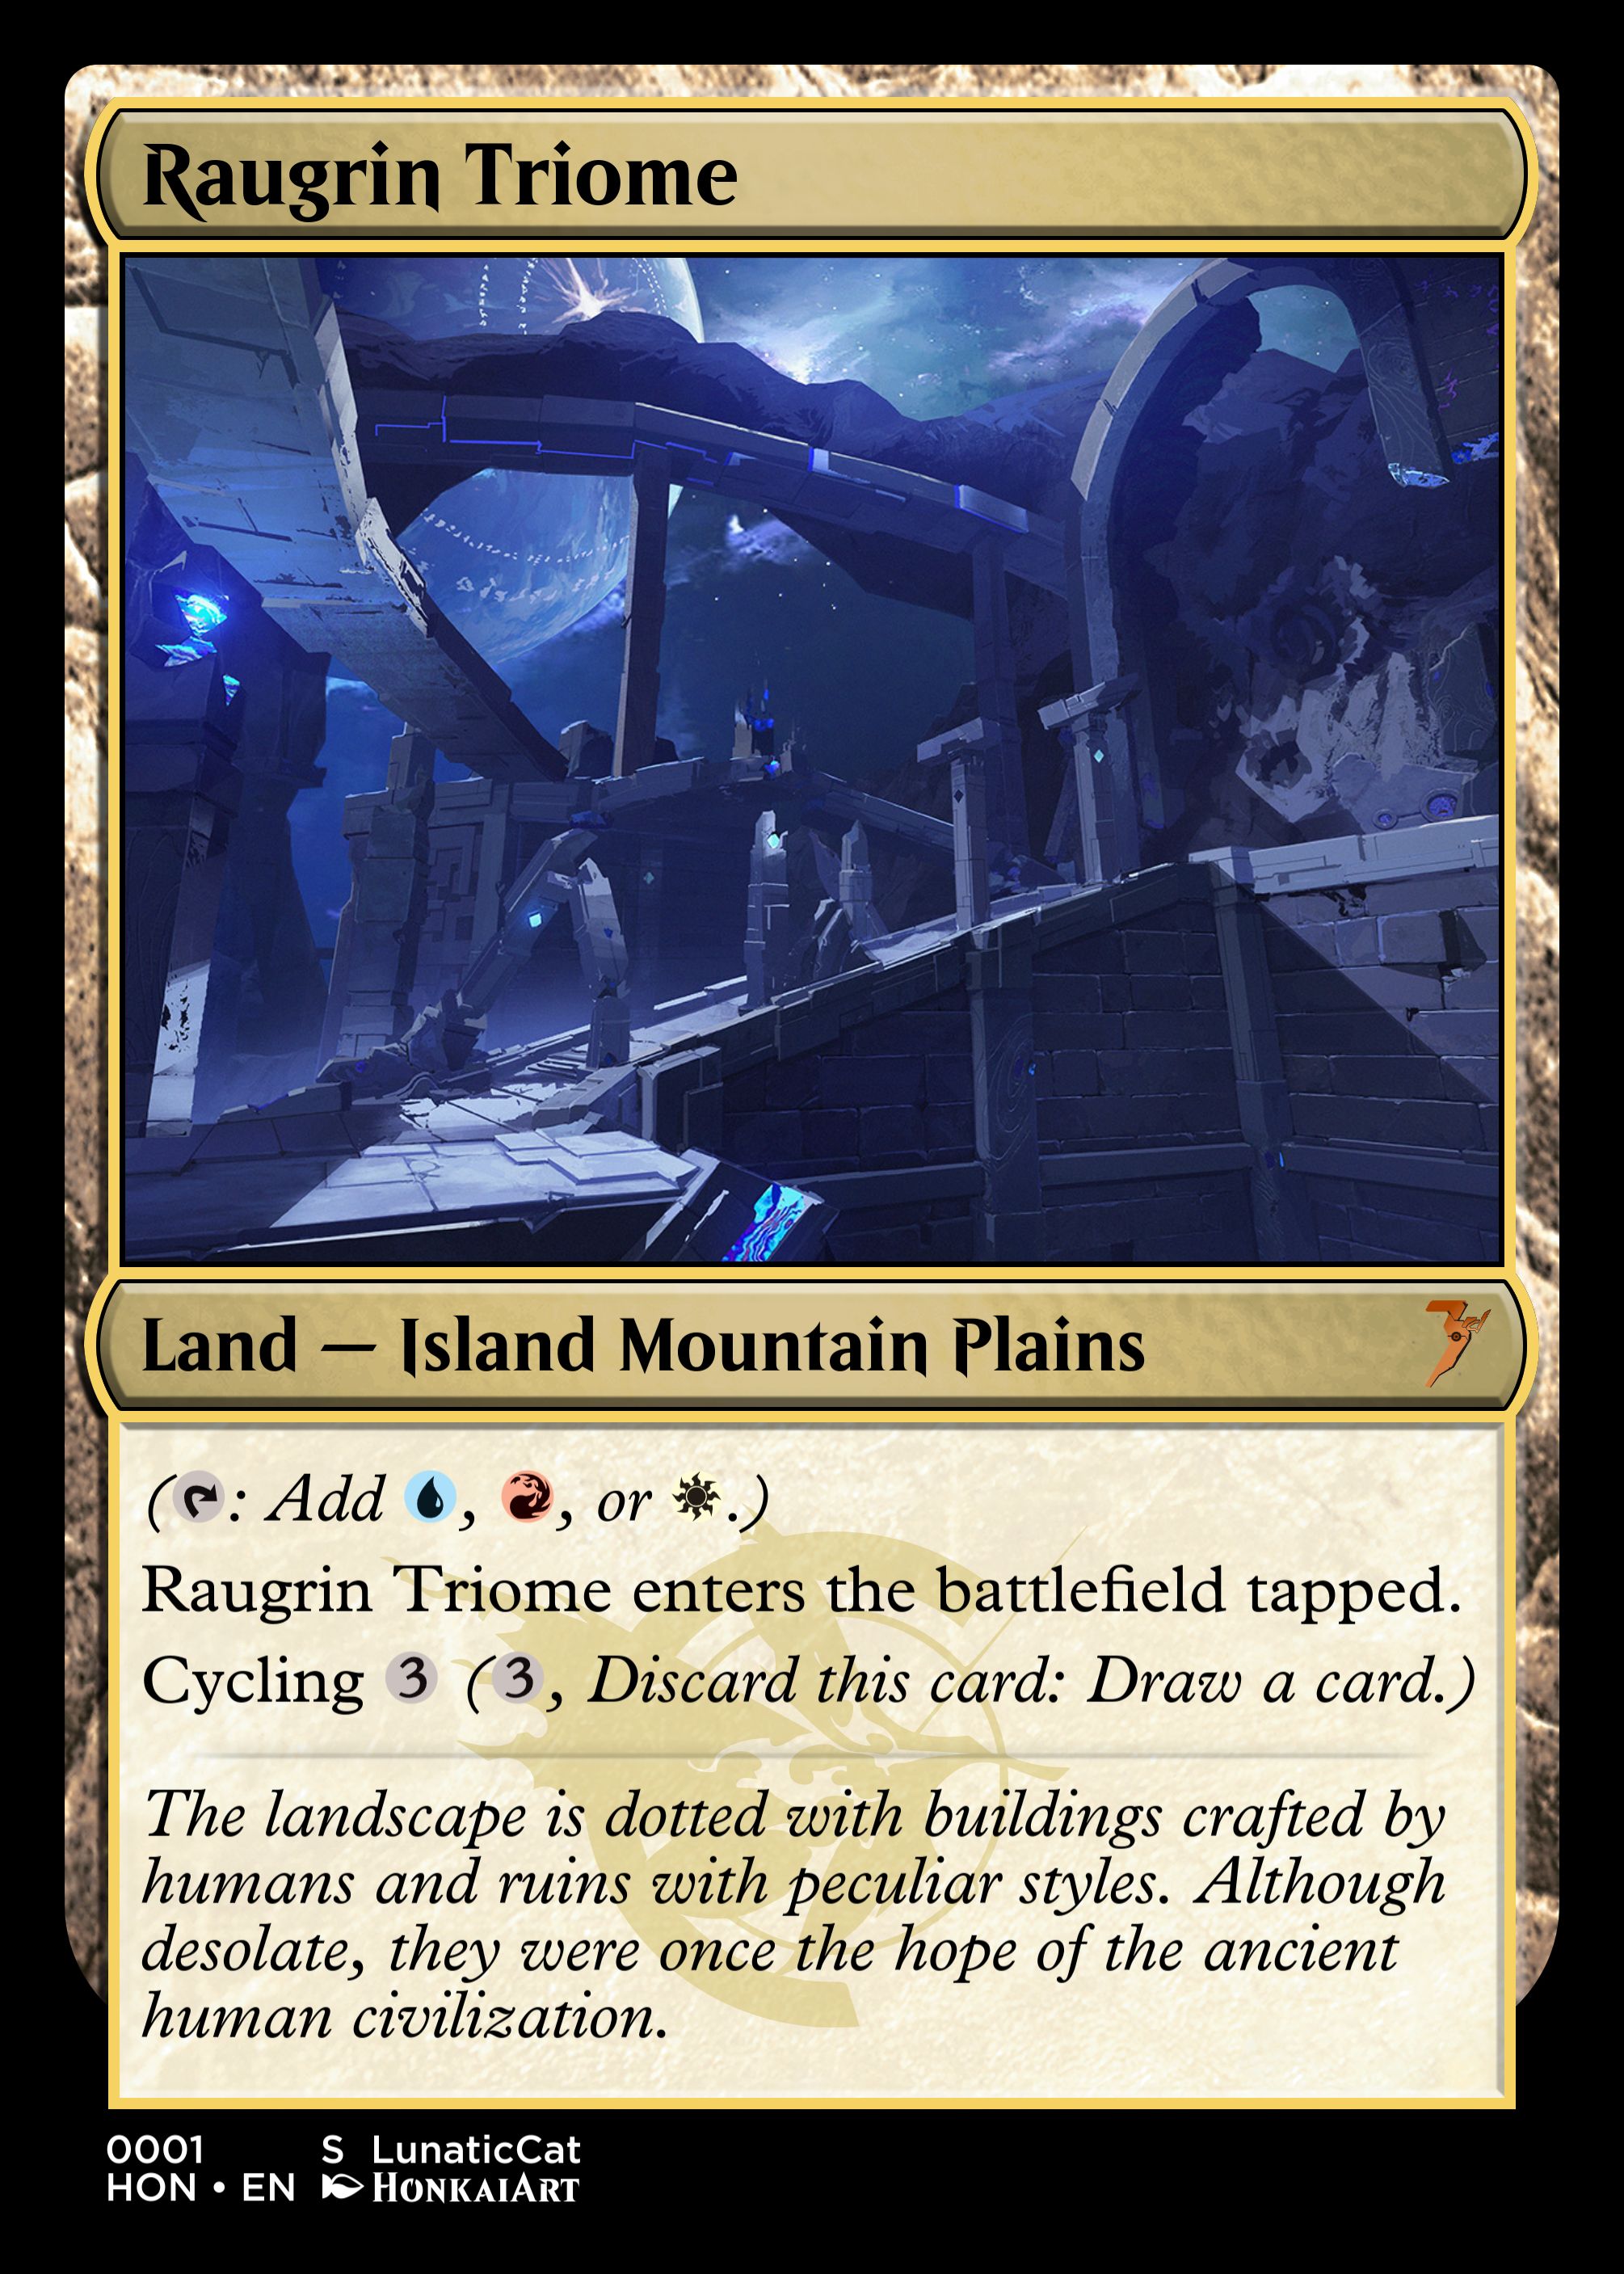 Raugrin Triome
Land — Island Mountain Plains
(: Add , , or .)
Raugrin Triome enters the battlefield tapped.
Cycling 3 (3, Discard this card: Draw a card.)
The landscape is dotted with buildings crafted by
humans and ruins with peculiar styles. Although
desolate, they were once the hope of the ancient
human civilization.
0001 S LunaticCat
HON • EN HONKAIART